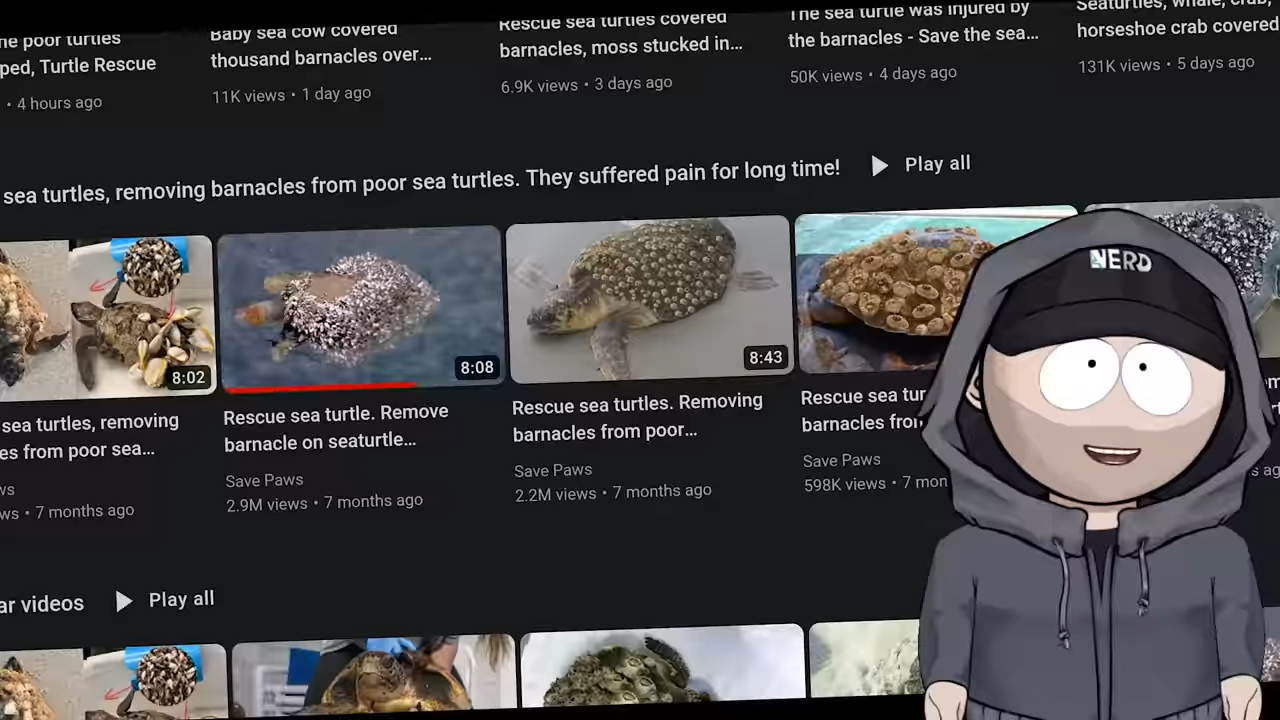 he poor turtles
ped, Turtle Rescue
• 4 hours ago
Baby sea cow covered
thousand barnacles over...
11K views • 1 day ago
Rescue sea turtles covered
barnacles, moss stucked in...
6.9K views • 3 days ago
The sea turtle was injured by
the barnacles - Save the sea...
50K views • 4 days ago
Seaturtles, whale, crab,
horseshoe crab covered
131K views • 5 days ago
sea turtles, removing barnacles from poor sea turtles. They suffered pain for long time!
Play all
8:02
8:08
8:43
NERD
sea turtles, removing
es from poor sea...
ws
ws • 7 months ago
Rescue sea turtle. Remove
barnacle on seaturtle...
Save Paws
2.9M views • 7 months ago
Rescue sea turtles. Removing
barnacles from poor...
Save Paws
2.2M views • 7 months ago
Rescue sea tur
barnacles from
Save Paws
598K views • 7 mon
s ag
ar videos
Play all